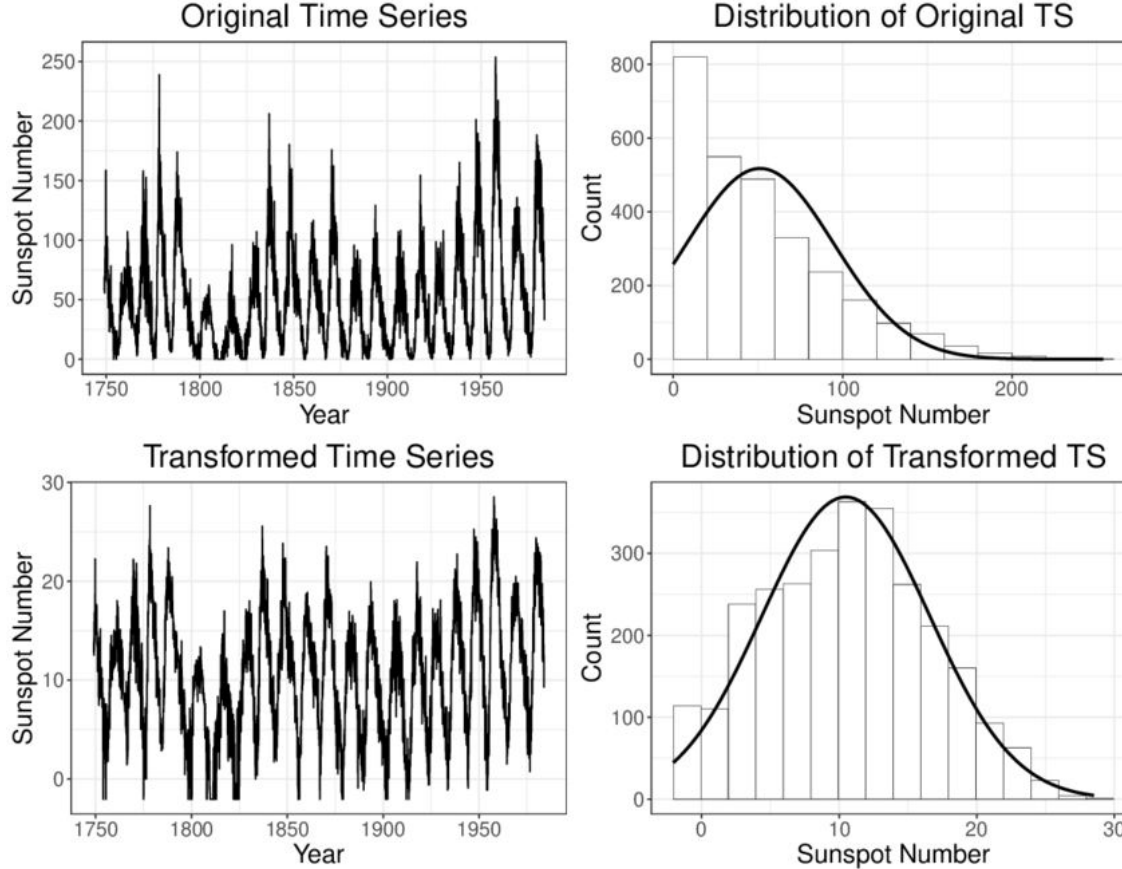 Original Time Series
Sunspot Number
250
200
150
100
50
0
1750 1800 1850 1900 1950
Year
Distribution of Original TS
Count
800
600
400
200
0
0 100 200
Sunspot Number
Transformed Time Series
Sunspot Number
30
20
10
0
1750 1800 1850 1900 1950
Year
Distribution of Transformed TS
Count
300
200
100
0
0 10 20 30
Sunspot Number